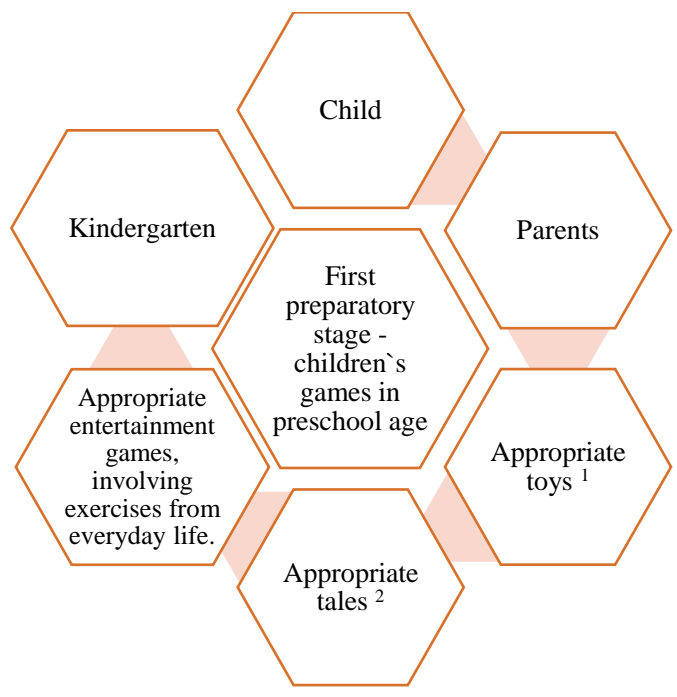 Child
Kindergarten
Parents
First
preparatory
stage -
children`s
games in
preschool age
Appropriate
entertainment
games,
involving
exercises from
everyday life.
Appropriate
toys 1
Appropriate
tales 2